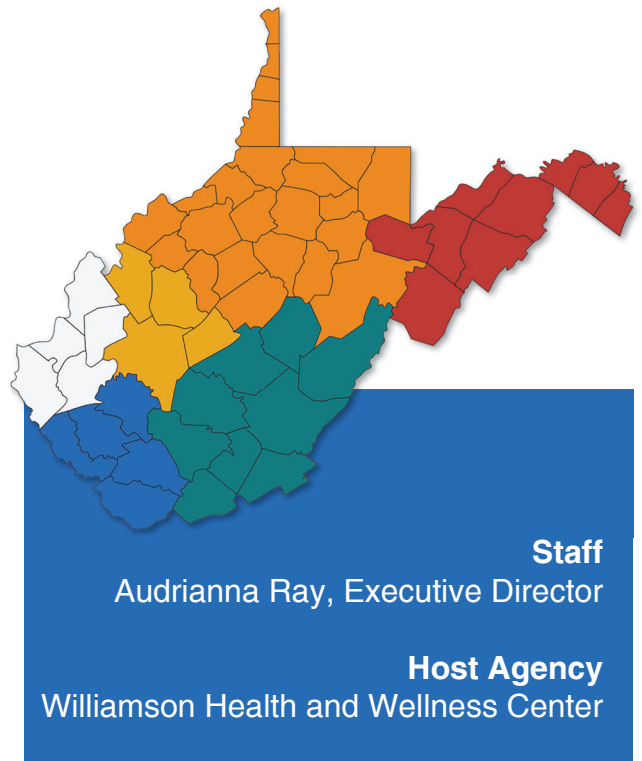 Staff
Audrianna Ray, Executive Director
Host Agency
Williamson Health and Wellness Center